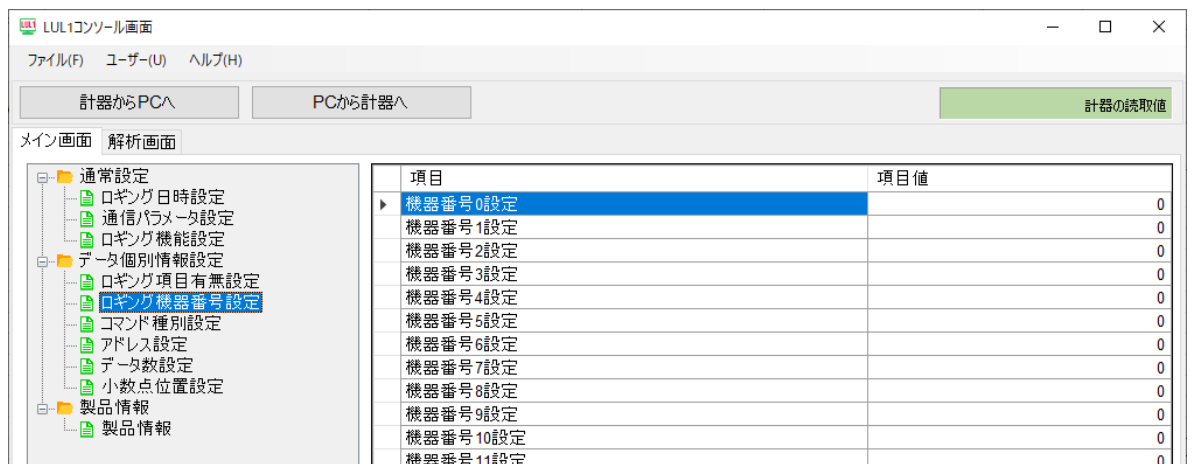 LUL1コンソール画面
ファイル(F) ユーザー(U) ヘルプ(H)
計器からPCへ PCから計器へ 計器の読取値
メイン画面 解析画面
通常設定
ロギング日時設定
通信パラメータ設定
ロギング機能設定
データ個別情報設定
ロギング項目有無設定
ロギング機器番号設定
コマンド種別設定
アドレス設定
データ数設定
小数点位置設定
製品情報
製品情報
項目 項目値
機器番号0設定 0
機器番号1設定 0
機器番号2設定 0
機器番号3設定 0
機器番号4設定 0
機器番号5設定 0
機器番号6設定 0
機器番号7設定 0
機器番号8設定 0
機器番号9設定 0
機器番号10設定 0
機器番号11設定 0